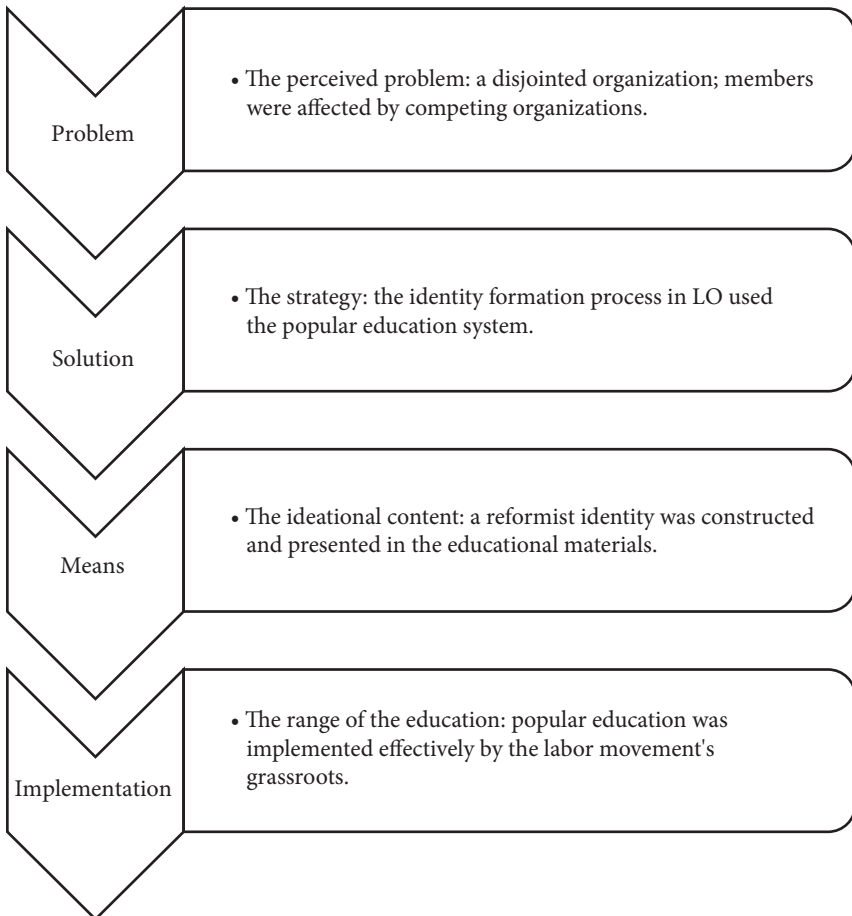 Problem
• The perceived problem: a disjointed organization; members
were affected by competing organizations.
Solution
• The strategy: the identity formation process in LO used
the popular education system.
Means
• The ideational content: a reformist identity was constructed
and presented in the educational materials.
Implementation
• The range of the education: popular education was
implemented effectively by the labor movement's
grassroots.